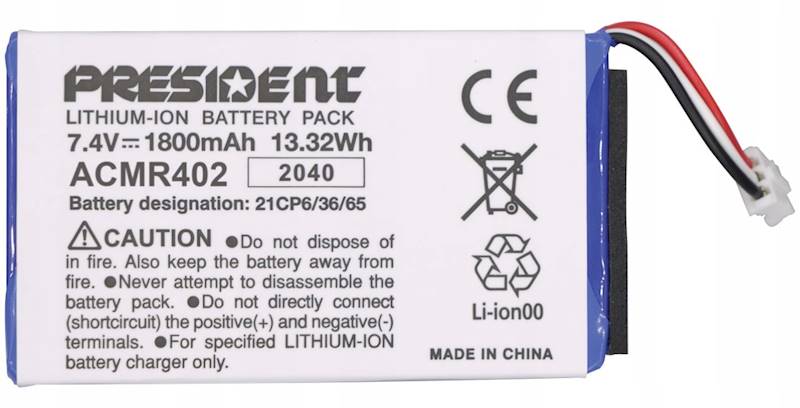 PRESIDENT
LITHIUM-ION BATTERY PACK
7.4V⎓1800mAh 13.32Wh
ACMR402 2040
Battery designation: 21CP6/36/65
⚠CAUTION ●Do not dispose of
in fire. Also keep the battery away from
fire. ●Never attempt to disassemble the
battery pack. ●Do not directly connect
(shortcircuit) the positive(+) and negative(-)
terminals. ●For specified LITHIUM-ION
battery charger only.
CE
Li-ion00
MADE IN CHINA